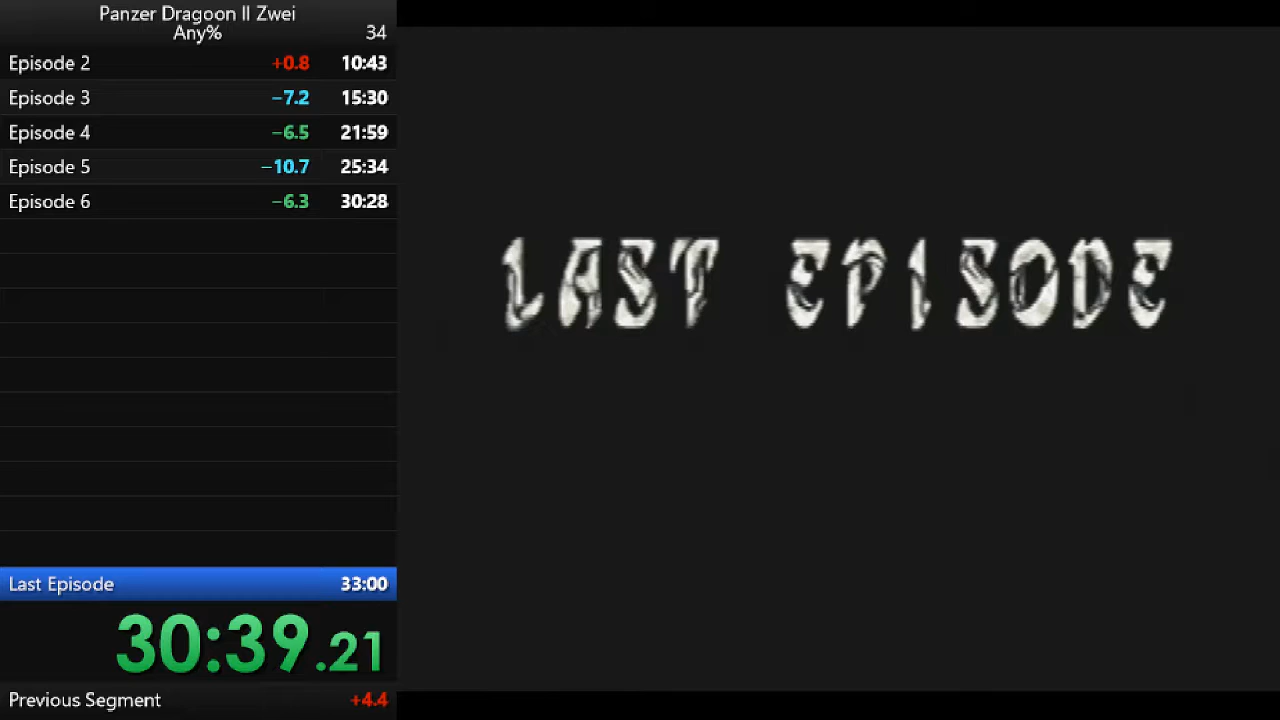 Panzer Dragoon II Zwei
Any% 34
Episode 2 +0.8 10:43
Episode 3 −7.2 15:30
Episode 4 −6.5 21:59
Episode 5 −10.7 25:34
Episode 6 −6.3 30:28
LAST EPISODE
Last Episode 33:00
30:39.21
Previous Segment +4.4